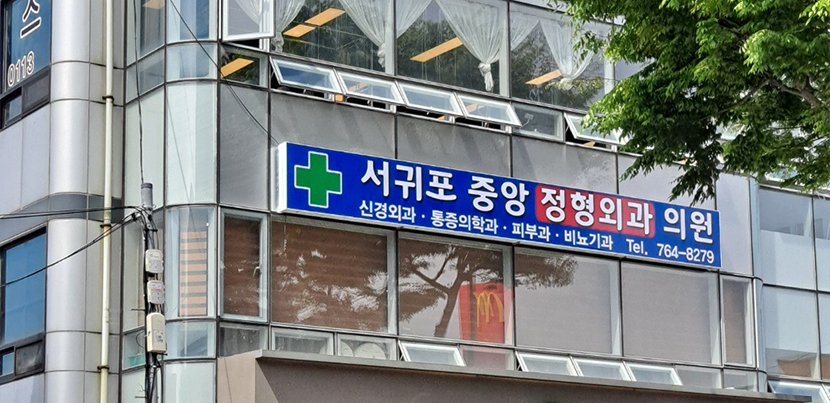 스
0113
서귀포 중앙 정형외과 의원
신경외과·통증의학과·피부과·비뇨기과 Tel. 764-8279